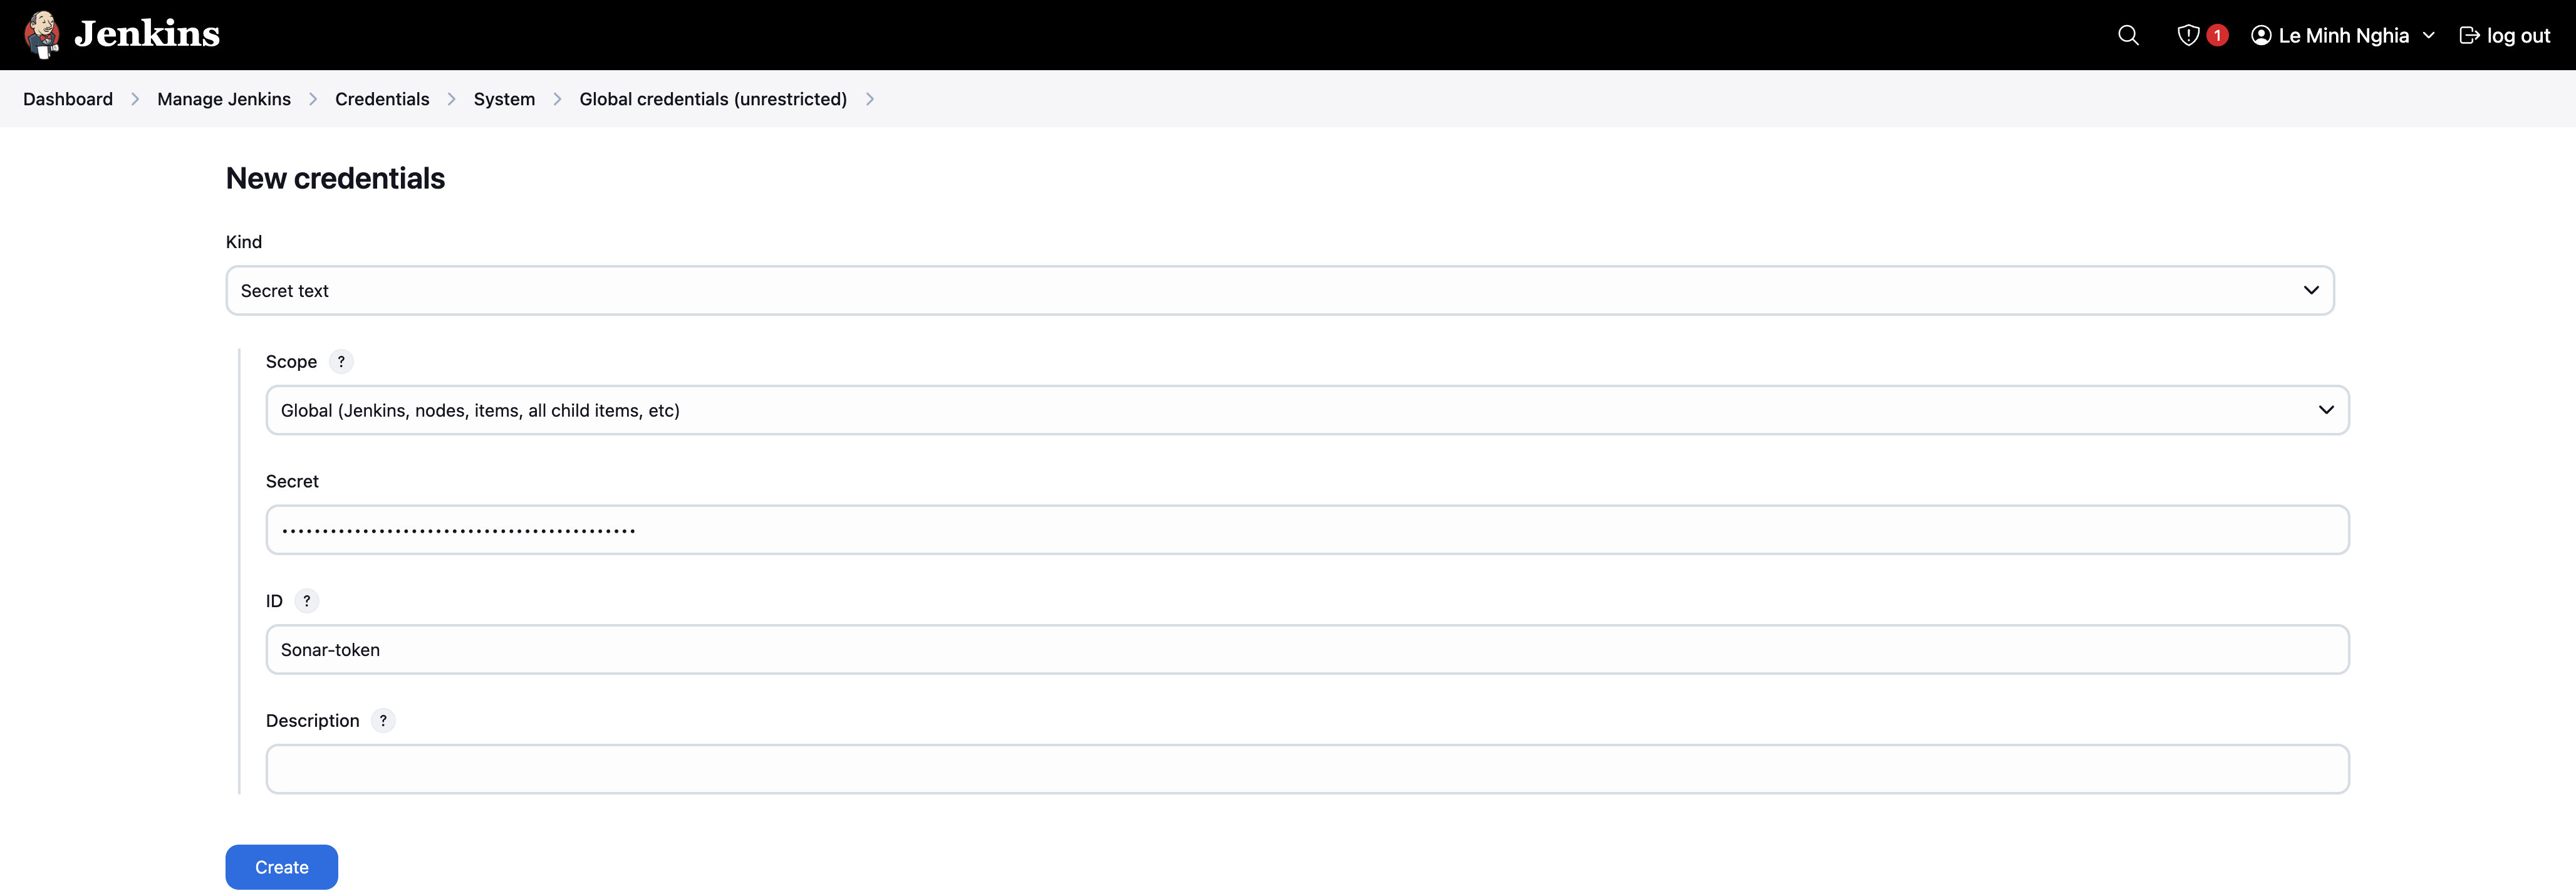 Jenkins
1
Le Minh Nghia
log out
Dashboard
Manage Jenkins
Credentials
System
Global credentials (unrestricted)
New credentials
Kind
Secret text
Scope ?
Global (Jenkins, nodes, items, all child items, etc)
Secret
ID ?
Sonar-token
Description ?
Create